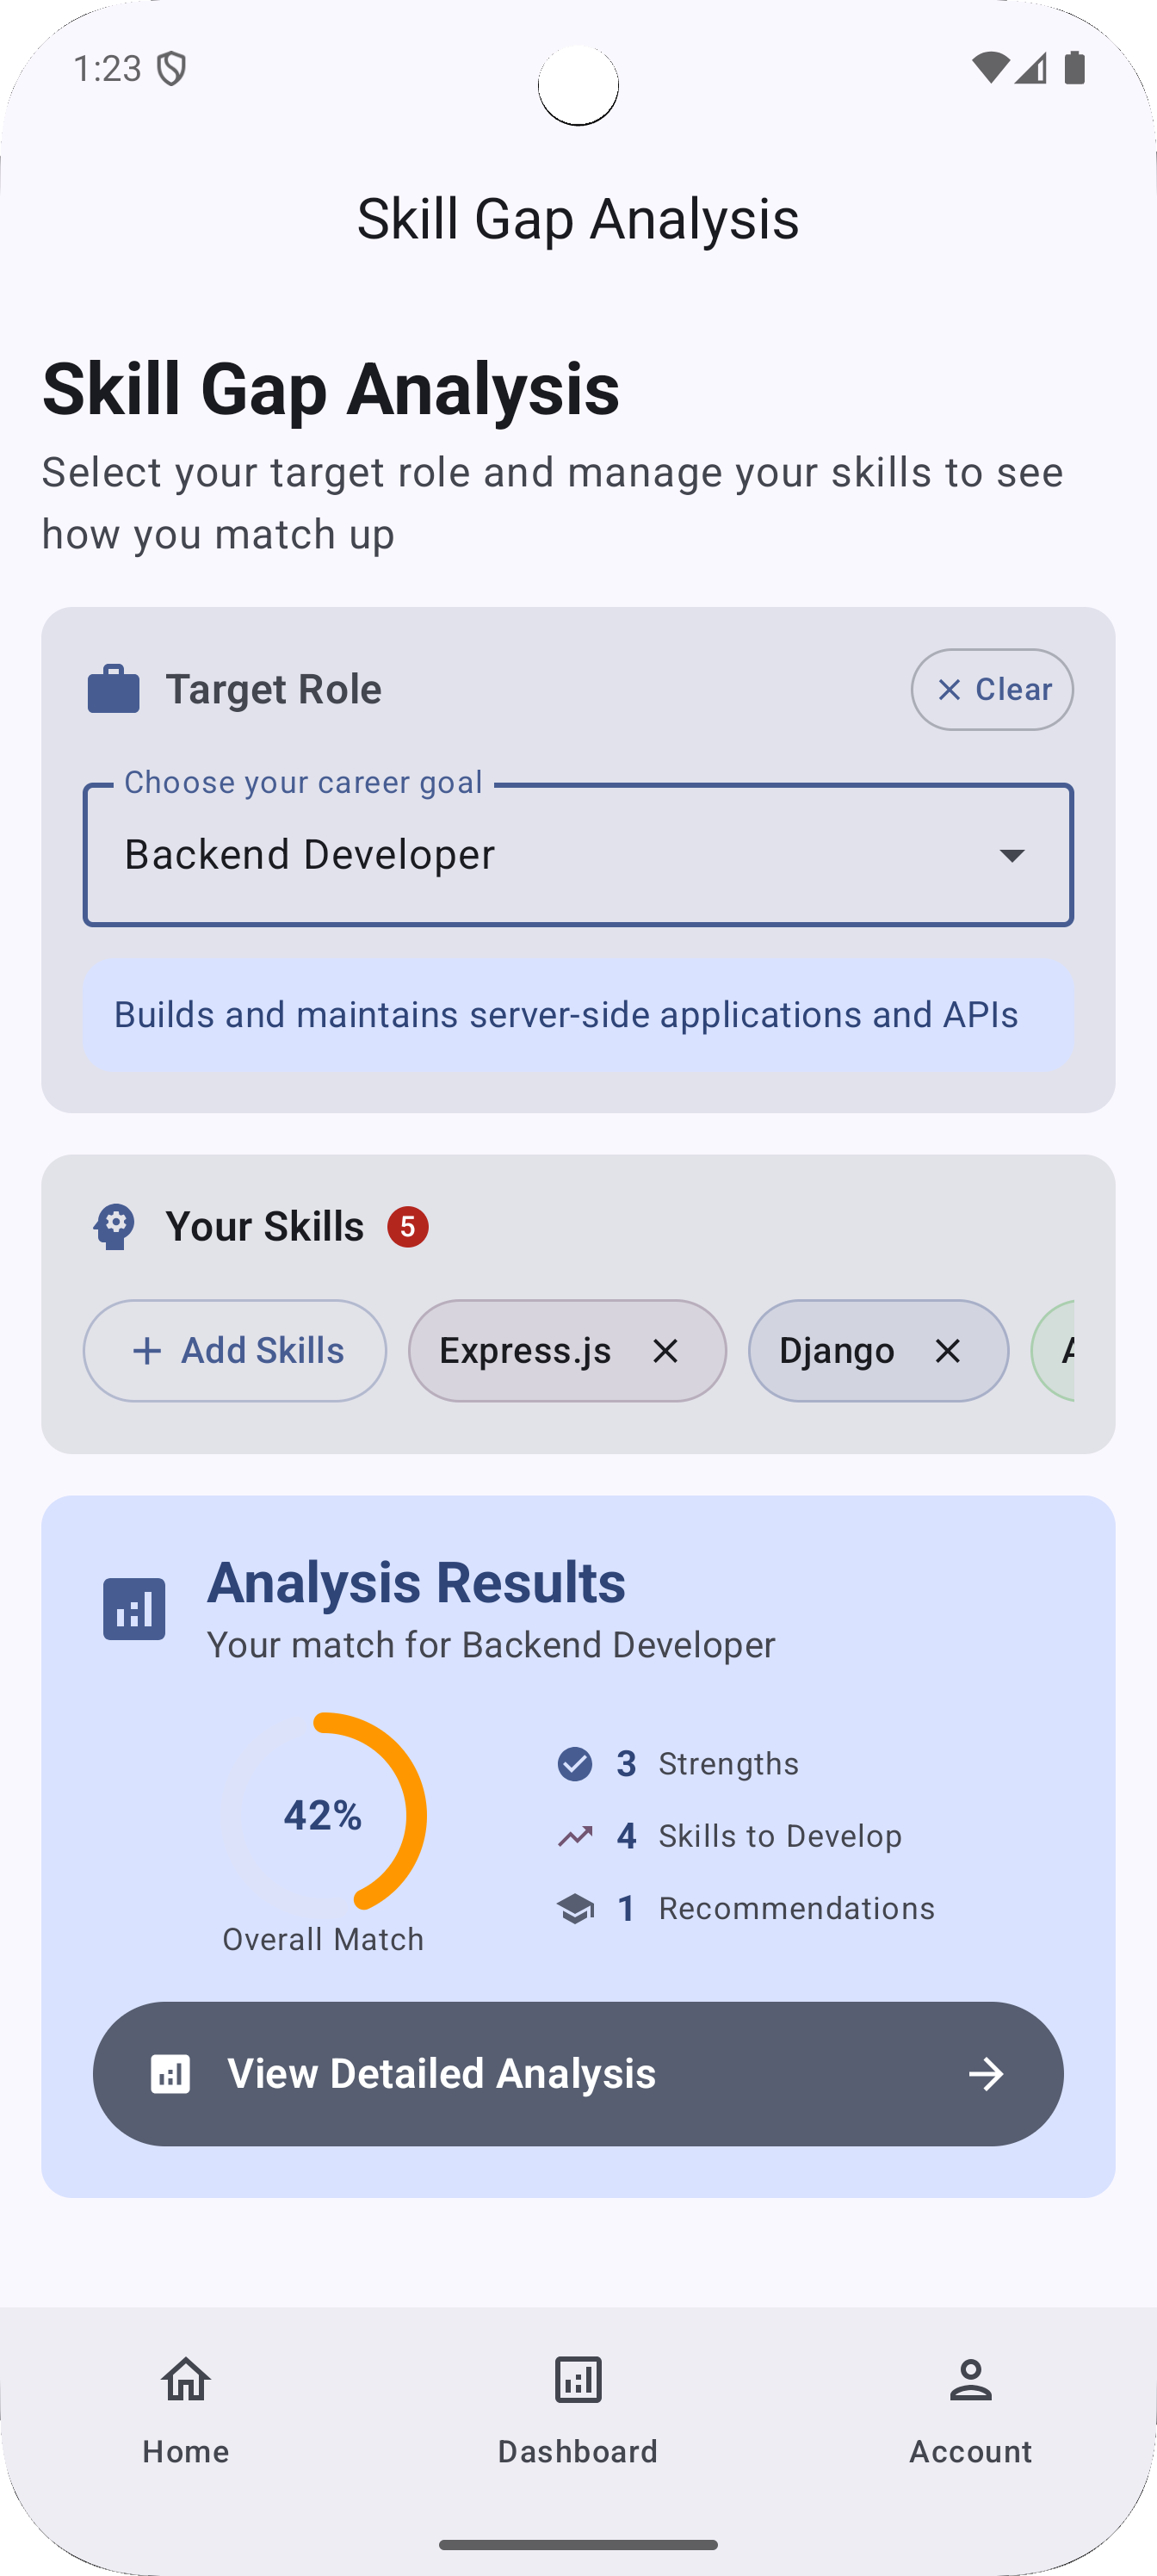 1:23
Skill Gap Analysis
Skill Gap Analysis
Select your target role and manage your skills to see
how you match up
Target Role
Clear
Choose your career goal
Backend Developer
Builds and maintains server-side applications and APIs
Your Skills 5
+ Add Skills
Express.js
Django
Analysis Results
Your match for Backend Developer
42%
Overall Match
3 Strengths
4 Skills to Develop
1 Recommendations
View Detailed Analysis
Home
Dashboard
Account